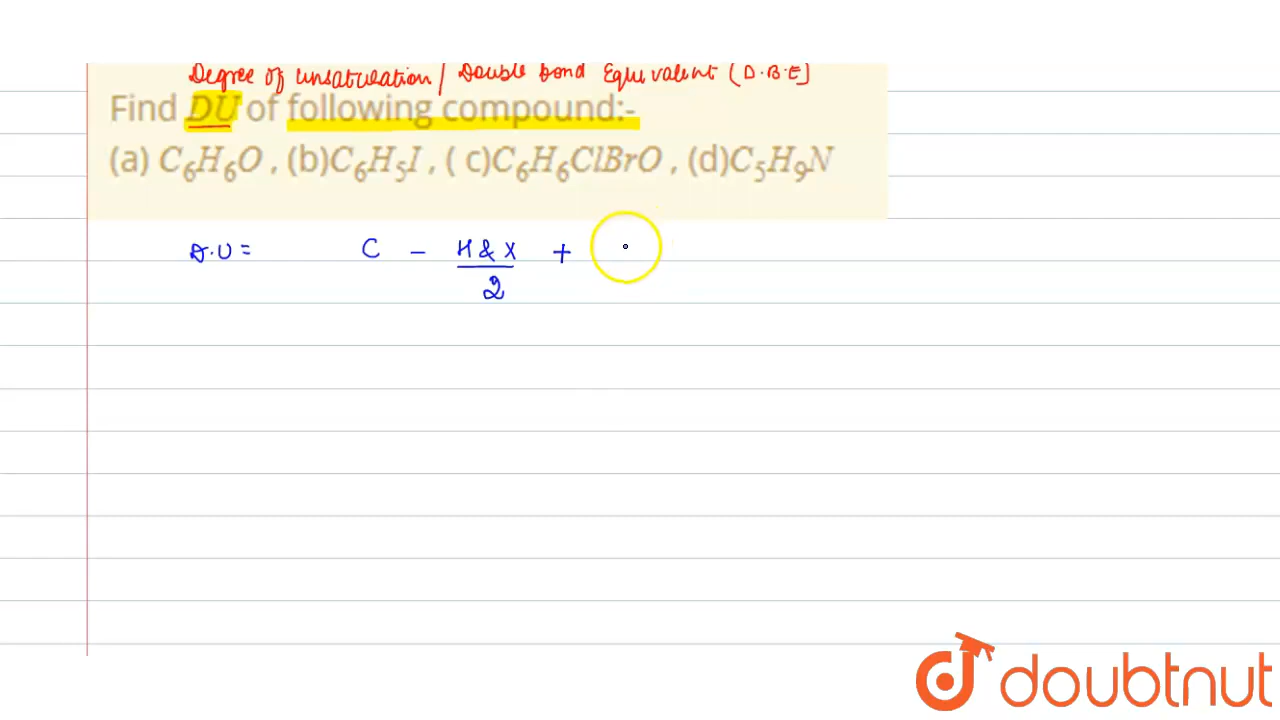 Degree of unsaturation / Double bond Equivalent (D.B.E]
Find DU of following compound:-
(a) C₆H₆O , (b)C₆H₅I , ( c)C₆H₆ClBrO , (d)C₅H₉N
D.U = C - H & X / 2 +
doubtnut